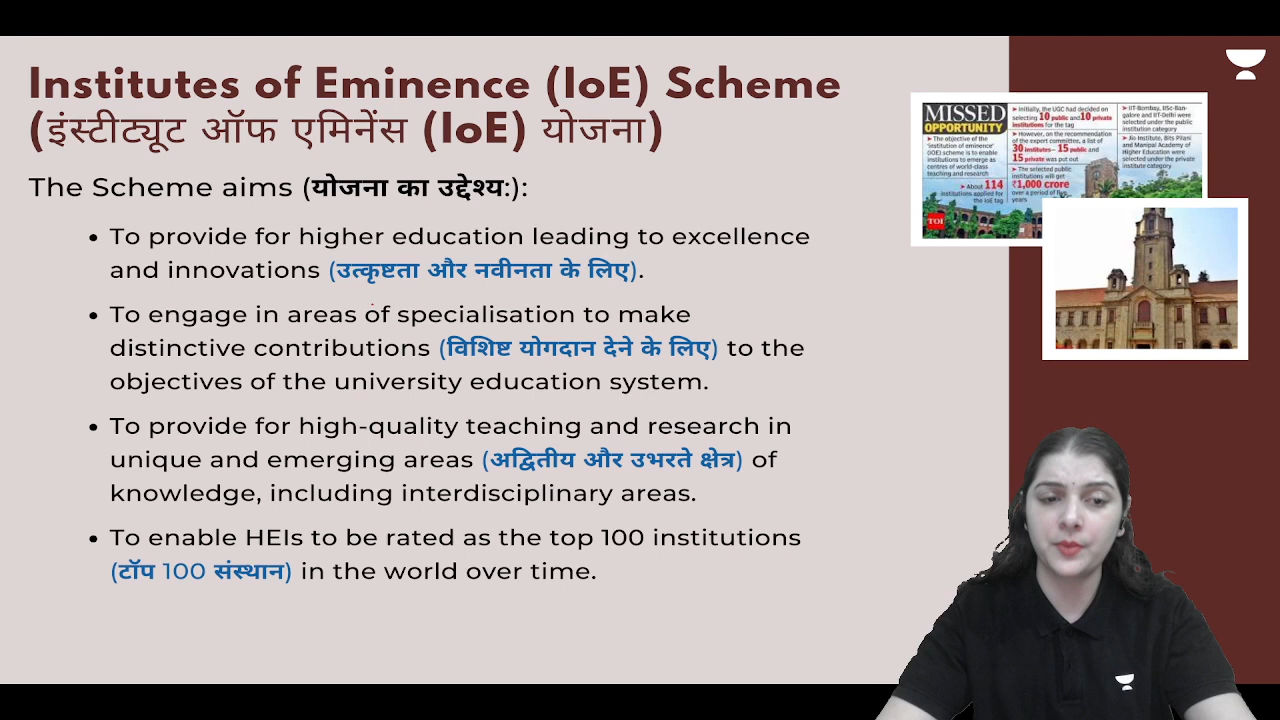 Institutes of Eminence (IoE) Scheme
(इंस्टीट्यूट ऑफ एमिनेंस (IoE) योजना)
The Scheme aims (योजना का उद्देश्य:):
• To provide for higher education leading to excellence
and innovations (उत्कृष्टता और नवीनता के लिए).
• To engage in areas of specialisation to make
distinctive contributions (विशिष्ट योगदान देने के लिए) to the
objectives of the university education system.
• To provide for high-quality teaching and research in
unique and emerging areas (अद्वितीय और उभरते क्षेत्र) of
knowledge, including interdisciplinary areas.
• To enable HEIs to be rated as the top 100 institutions
(टॉप 100 संस्थान) in the world over time.
MISSED
OPPORTUNITY
➤ The objective of the
'institution of eminence'
(IOE) scheme is to enable
institutions to emerge as
centres of world-class
teaching and research
➤ About 114
institutions applied for
the IoE tag
➤ Initially, the UGC had decided on
selecting 10 public and 10 private
institutions for the tag
➤ However, on the recommendation
of the expert committee, a list of
30 institutes– 15 public and
15 private was put out
➤ The selected public
institutions will get
₹1,000 crore
over a period of five
years
➤ IIT-Bombay, IISc-Ban-
galore and IIT-Delhi were
selected under the public
institution category
➤ Jio Institute, Bits Pilani
and Manipal Academy of
Higher Education were
selected under the private
institute category
TOI